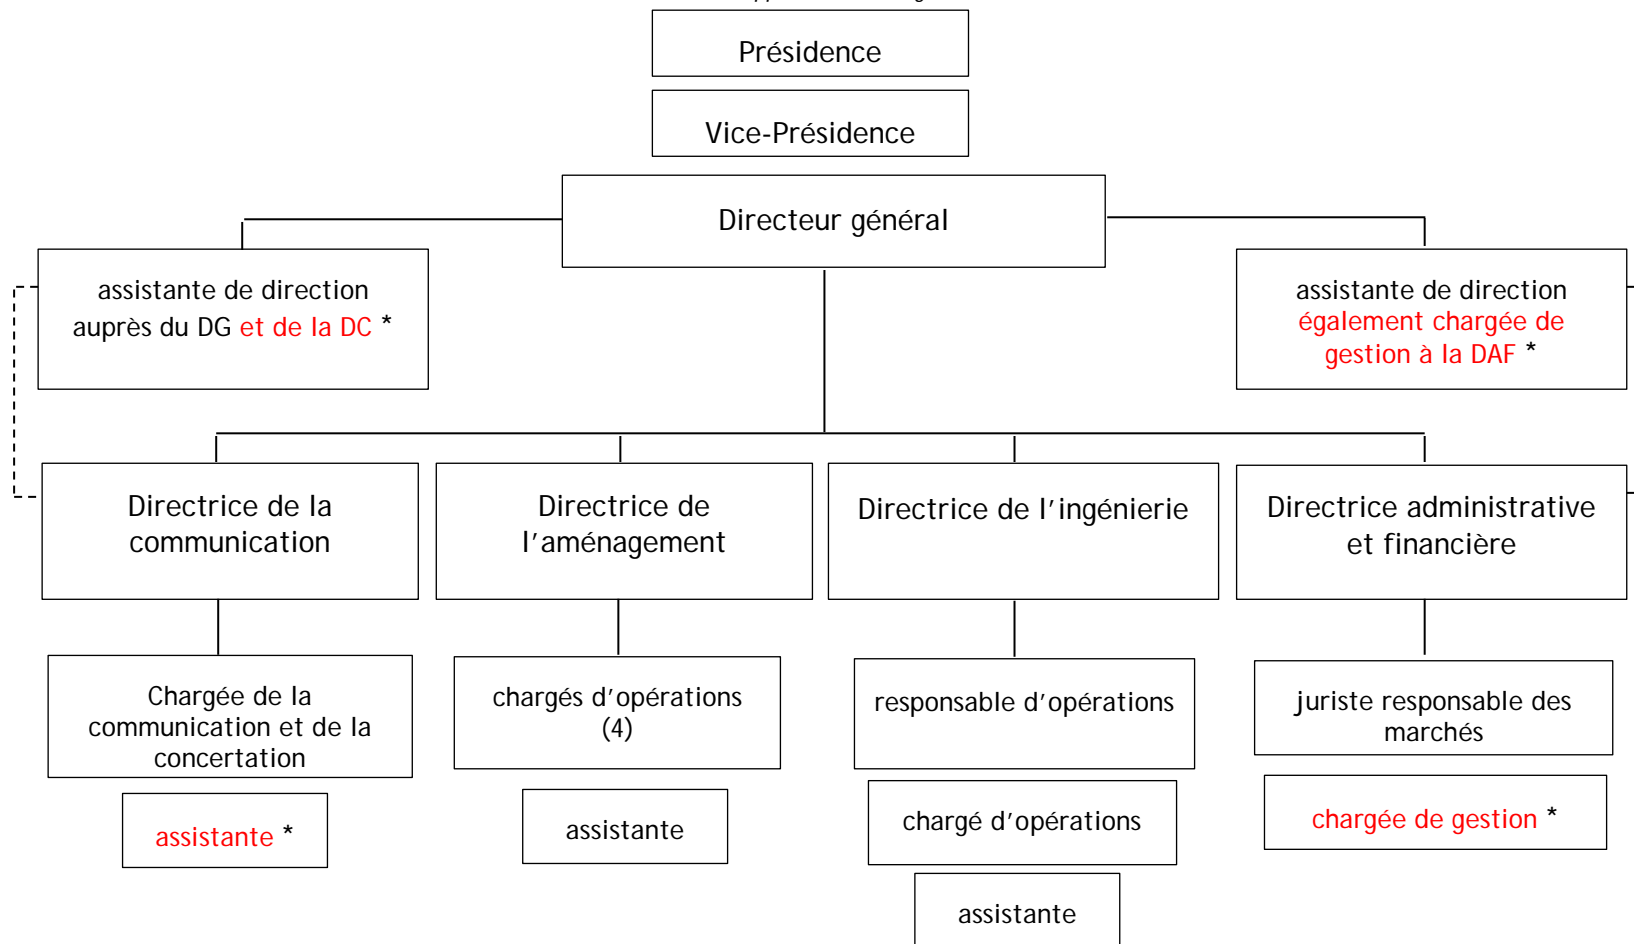 Présidence
Vice-Présidence
Directeur général
assistante de direction
auprès du DG et de la DC *
assistante de direction
également chargée de
gestion à la DAF *
Directrice de la
communication
Directrice de
l'aménagement
Directrice de l'ingénierie
Directrice administrative
et financière
Chargée de la
communication et de la
concertation
chargés d'opérations
(4)
responsable d'opérations
juriste responsable des
marchés
assistante *
assistante
chargé d'opérations
chargée de gestion *
assistante